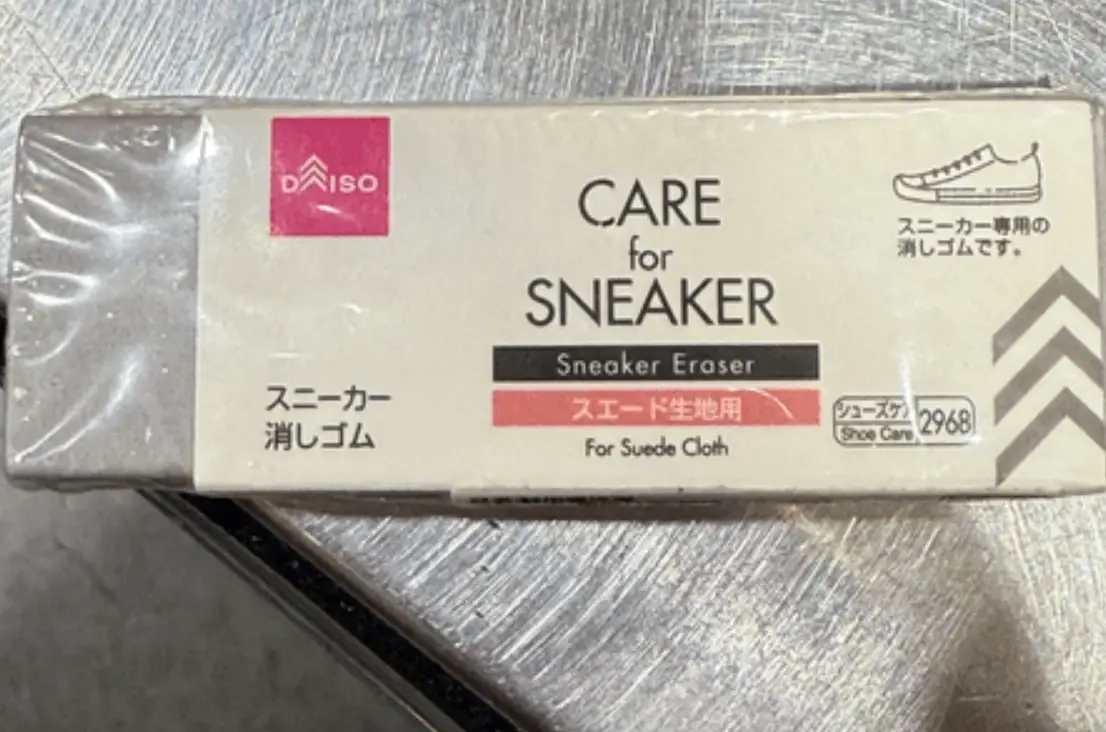 DAISO
CARE
for
SNEAKER
スニーカー専用の
消しゴムです。
Sneaker Eraser
スエード生地用
For Suede Cloth
スニーカー
消しゴム
シューズケア
Shoe Care
2968